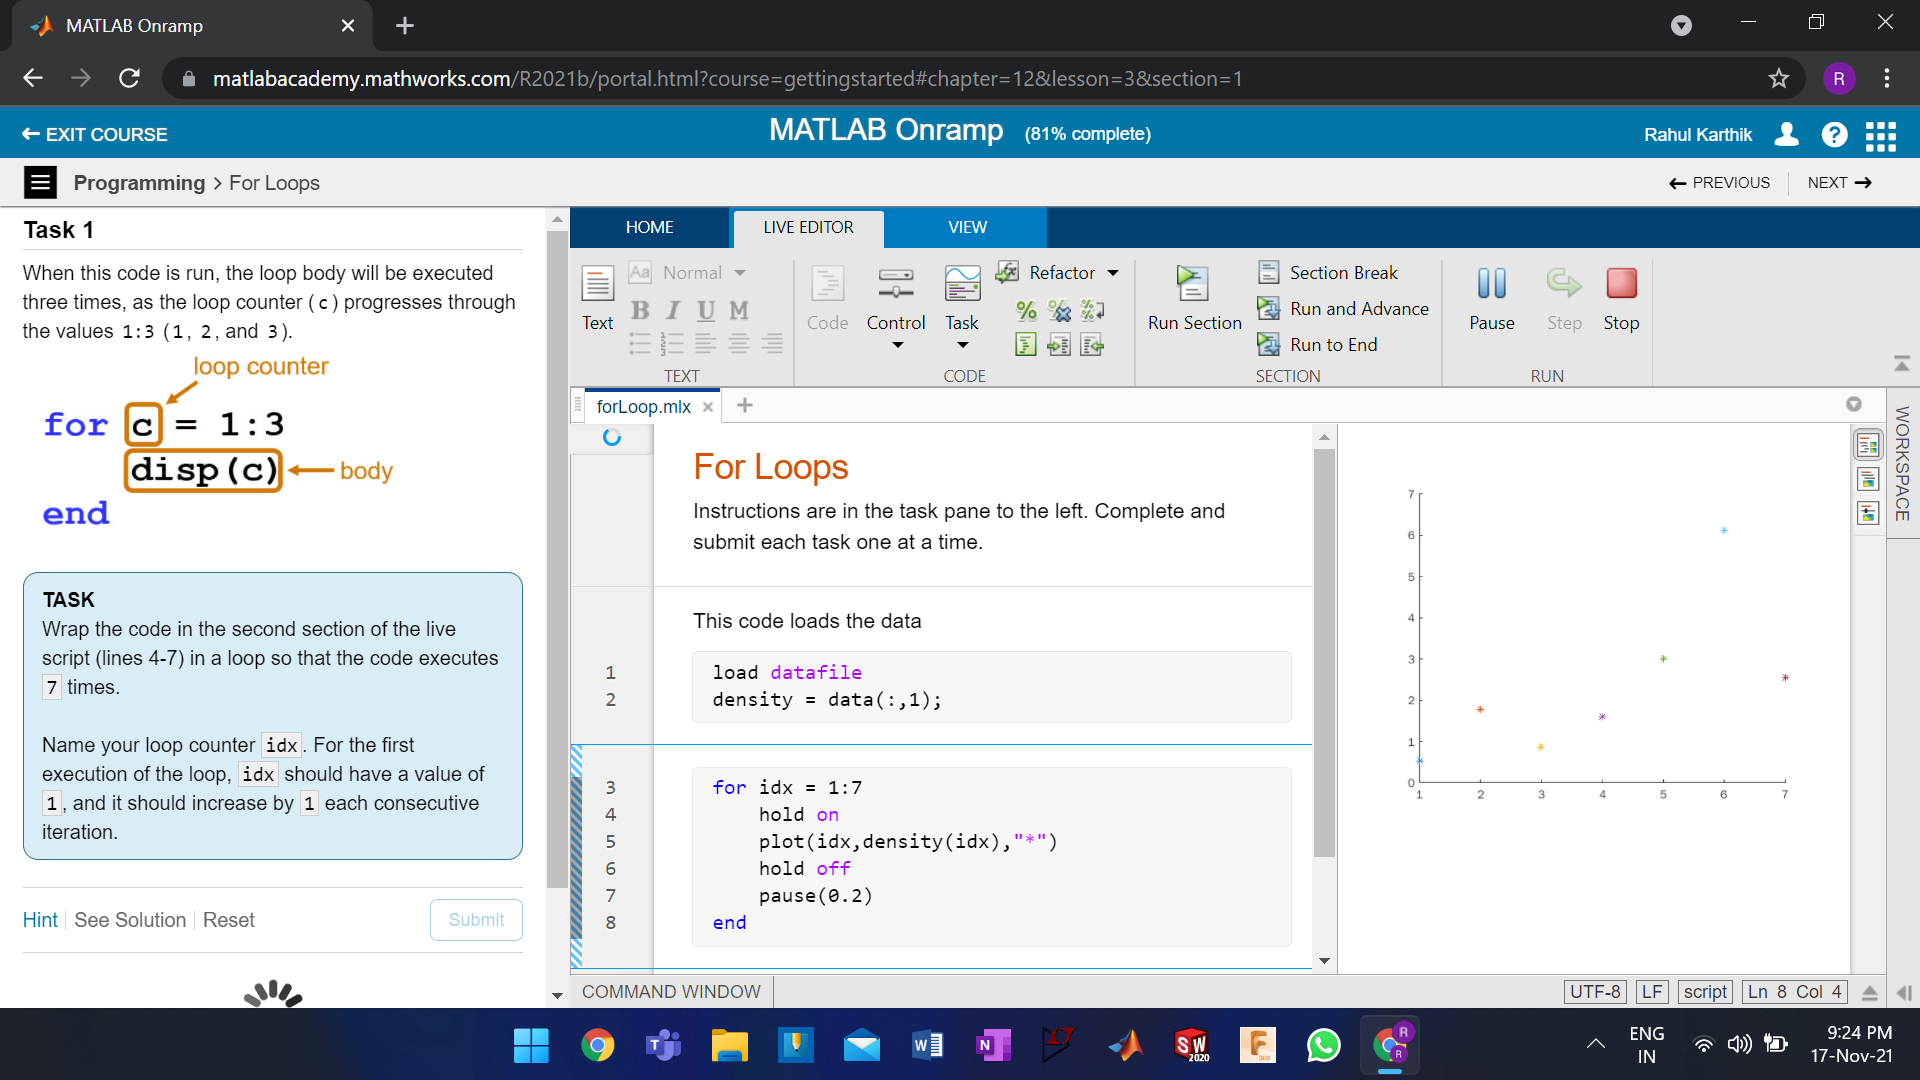 MATLAB Onramp
matlabacademy.mathworks.com/R2021b/portal.html?course=gettingstarted#chapter=12&lesson=3&section=1
R
EXIT COURSE
MATLAB Onramp (81% complete)
Rahul Karthik
?
Programming > For Loops
PREVIOUS
NEXT
Task 1
When this code is run, the loop body will be executed
three times, as the loop counter (c) progresses through
the values 1:3 (1, 2, and 3).
loop counter
for c = 1:3
disp(c)
body
end
TASK
Wrap the code in the second section of the live
script (lines 4-7) in a loop so that the code executes
7 times.
Name your loop counter idx. For the first
execution of the loop, idx should have a value of
1, and it should increase by 1 each consecutive
iteration.
Hint
See Solution
Reset
Submit
HOME
LIVE EDITOR
VIEW
Aa Normal
B I U M
Text
TEXT
Code
Control
Task
Refactor
CODE
Run Section
Section Break
Run and Advance
Run to End
SECTION
Pause
Step
Stop
RUN
forLoop.mlx
WORKSPACE
For Loops
Instructions are in the task pane to the left. Complete and
submit each task one at a time.
This code loads the data
1 load datafile
2 density = data(:,1);
3 for idx = 1:7
4 hold on
5 plot(idx,density(idx),"*")
6 hold off
7 pause(0.2)
8 end
7
6
5
4
3
2
1
0
1 2 3 4 5 6 7
COMMAND WINDOW
UTF-8
LF
script
Ln 8 Col 4
T
W
N
SW
2020
F
360
R
R
ENG
IN
9:24 PM
17-Nov-21